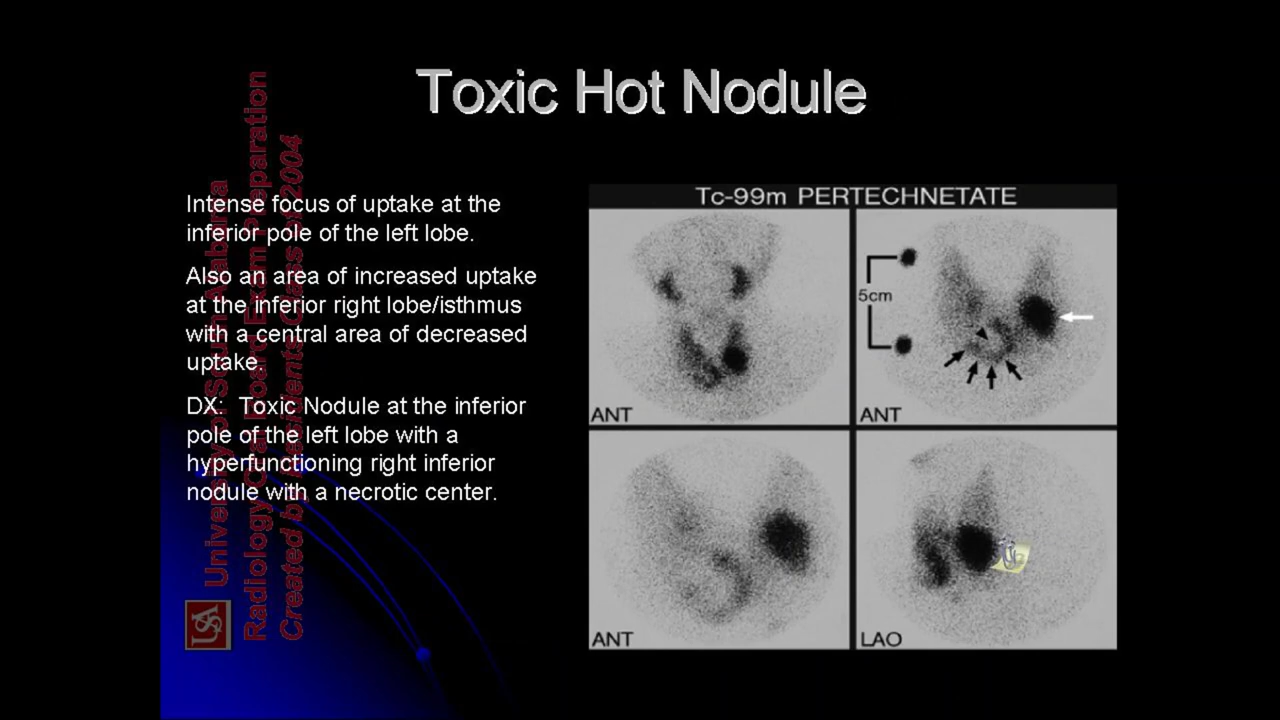 Toxic Hot Nodule
Intense focus of uptake at the
inferior pole of the left lobe.
Also an area of increased uptake
at the inferior right lobe/isthmus
with a central area of decreased
uptake.
DX: Toxic Nodule at the inferior
pole of the left lobe with a
hyperfunctioning right inferior
nodule with a necrotic center.
Tc-99m PERTECHNETATE
ANT
5cm
ANT
ANT
LAO
University of South Alabama
Radiology Oral Board Exam Preparation
Created by Residents Class of 2004
USA